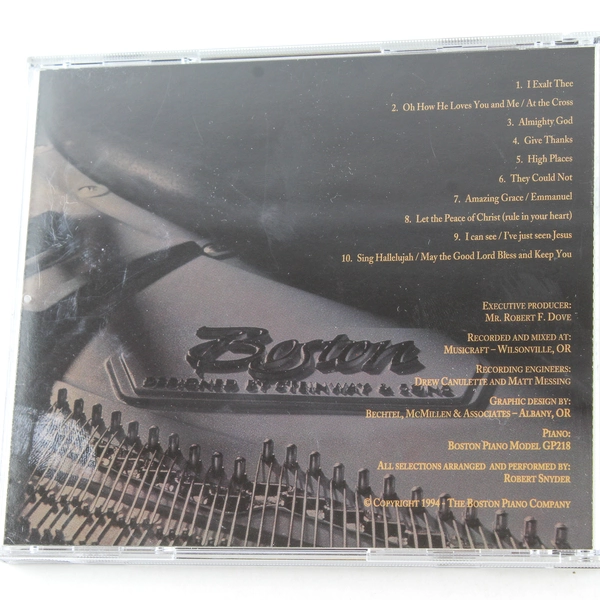 1. I Exalt Thee
2. Oh How He Loves You and Me / At the Cross
3. Almighty God
4. Give Thanks
5. High Places
6. They Could Not
7. Amazing Grace / Emmanuel
8. Let the Peace of Christ (rule in your heart)
9. I can see / I've just seen Jesus
10. Sing Hallelujah / May the Good Lord Bless and Keep You
Executive producer:
Mr. Robert F. Dove
Recorded and mixed at:
Musicraft – Wilsonville, OR
Recording engineers:
Drew Canulette and Matt Messing
Graphic design by:
Bechtel, McMillen & Associates – Albany, OR
Piano:
Boston Piano Model GP218
All selections arranged and performed by:
Robert Snyder
© Copyright 1994 - The Boston Piano Company
Boston
DESIGNED BY STEINWAY & SONS